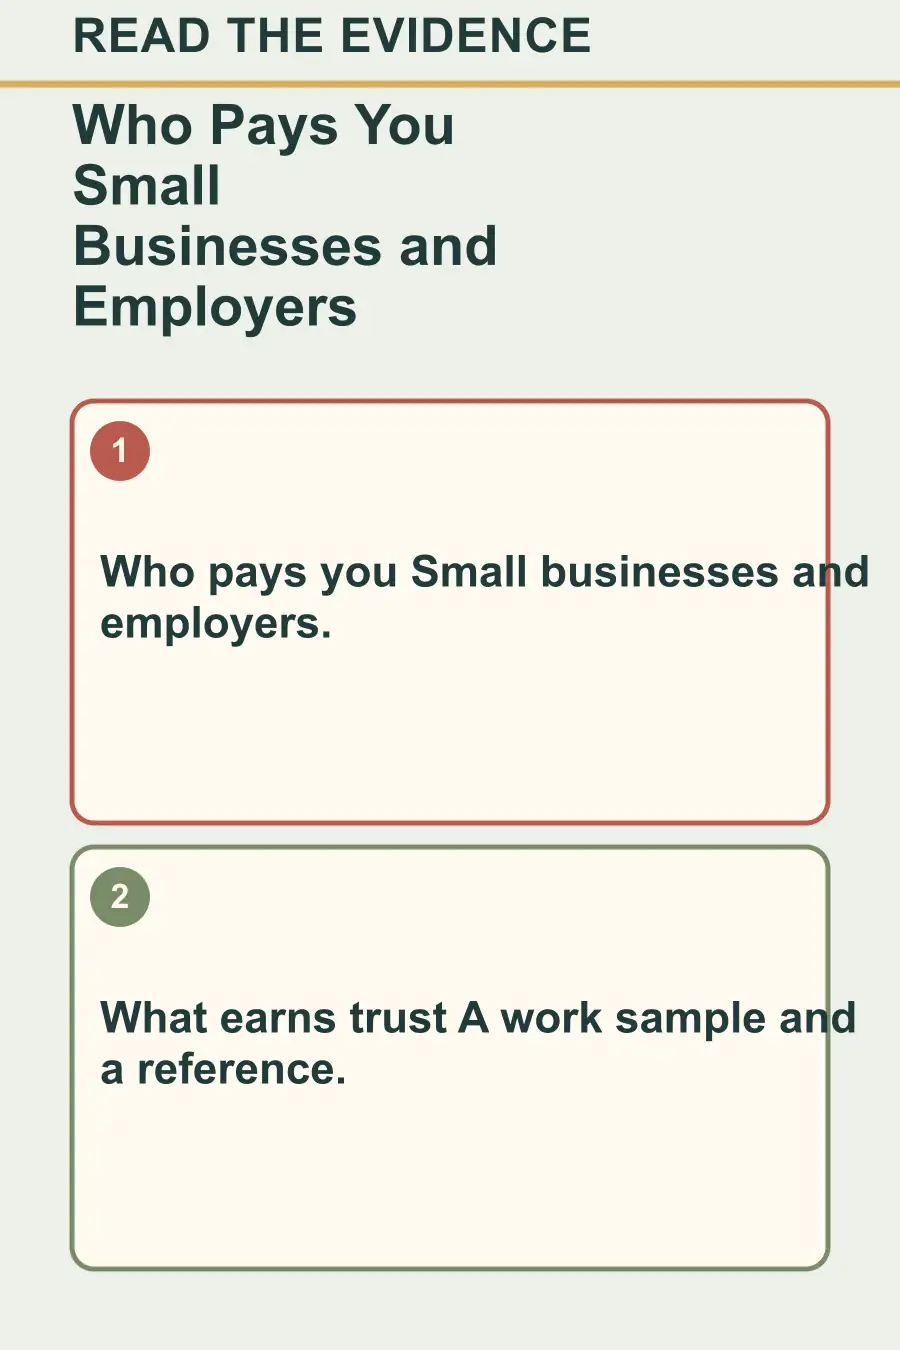 READ THE EVIDENCE
Who Pays You
Small
Businesses and
Employers
1
Who pays you Small businesses and
employers.
2
What earns trust A work sample and
a reference.